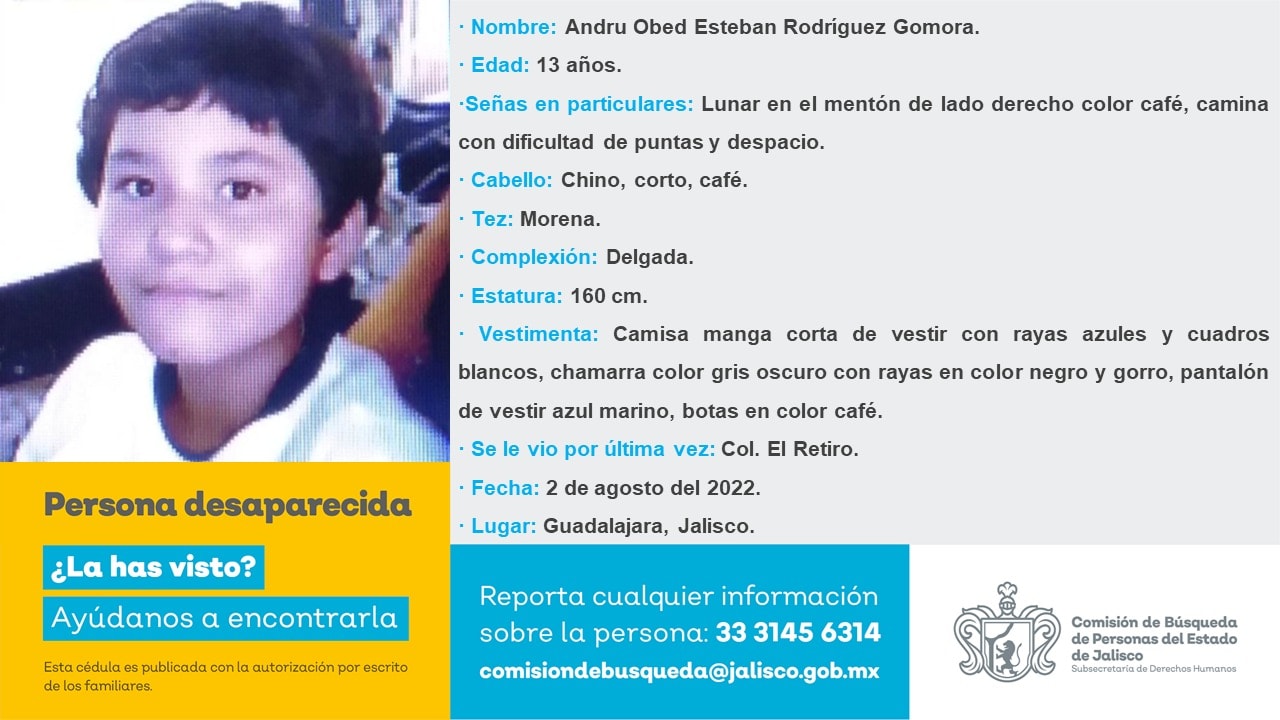 · Nombre: Andru Obed Esteban Rodríguez Gomora.
· Edad: 13 años.
·Señas en particulares: Lunar en el mentón de lado derecho color café, camina
con dificultad de puntas y despacio.
· Cabello: Chino, corto, café.
· Tez: Morena.
· Complexión: Delgada.
· Estatura: 160 cm.
· Vestimenta: Camisa manga corta de vestir con rayas azules y cuadros
blancos, chamarra color gris oscuro con rayas en color negro y gorro, pantalón
de vestir azul marino, botas en color café.
· Se le vio por última vez: Col. El Retiro.
· Fecha: 2 de agosto del 2022.
· Lugar: Guadalajara, Jalisco.
Persona desaparecida
¿La has visto?
Ayúdanos a encontrarla
Esta cédula es publicada con la autorización por escrito
de los familiares.
Reporta cualquier información
sobre la persona: 33 3145 6314
comisiondebusqueda@jalisco.gob.mx
Comisión de Búsqueda
de Personas del Estado
de Jalisco
Subsecretaría de Derechos Humanos